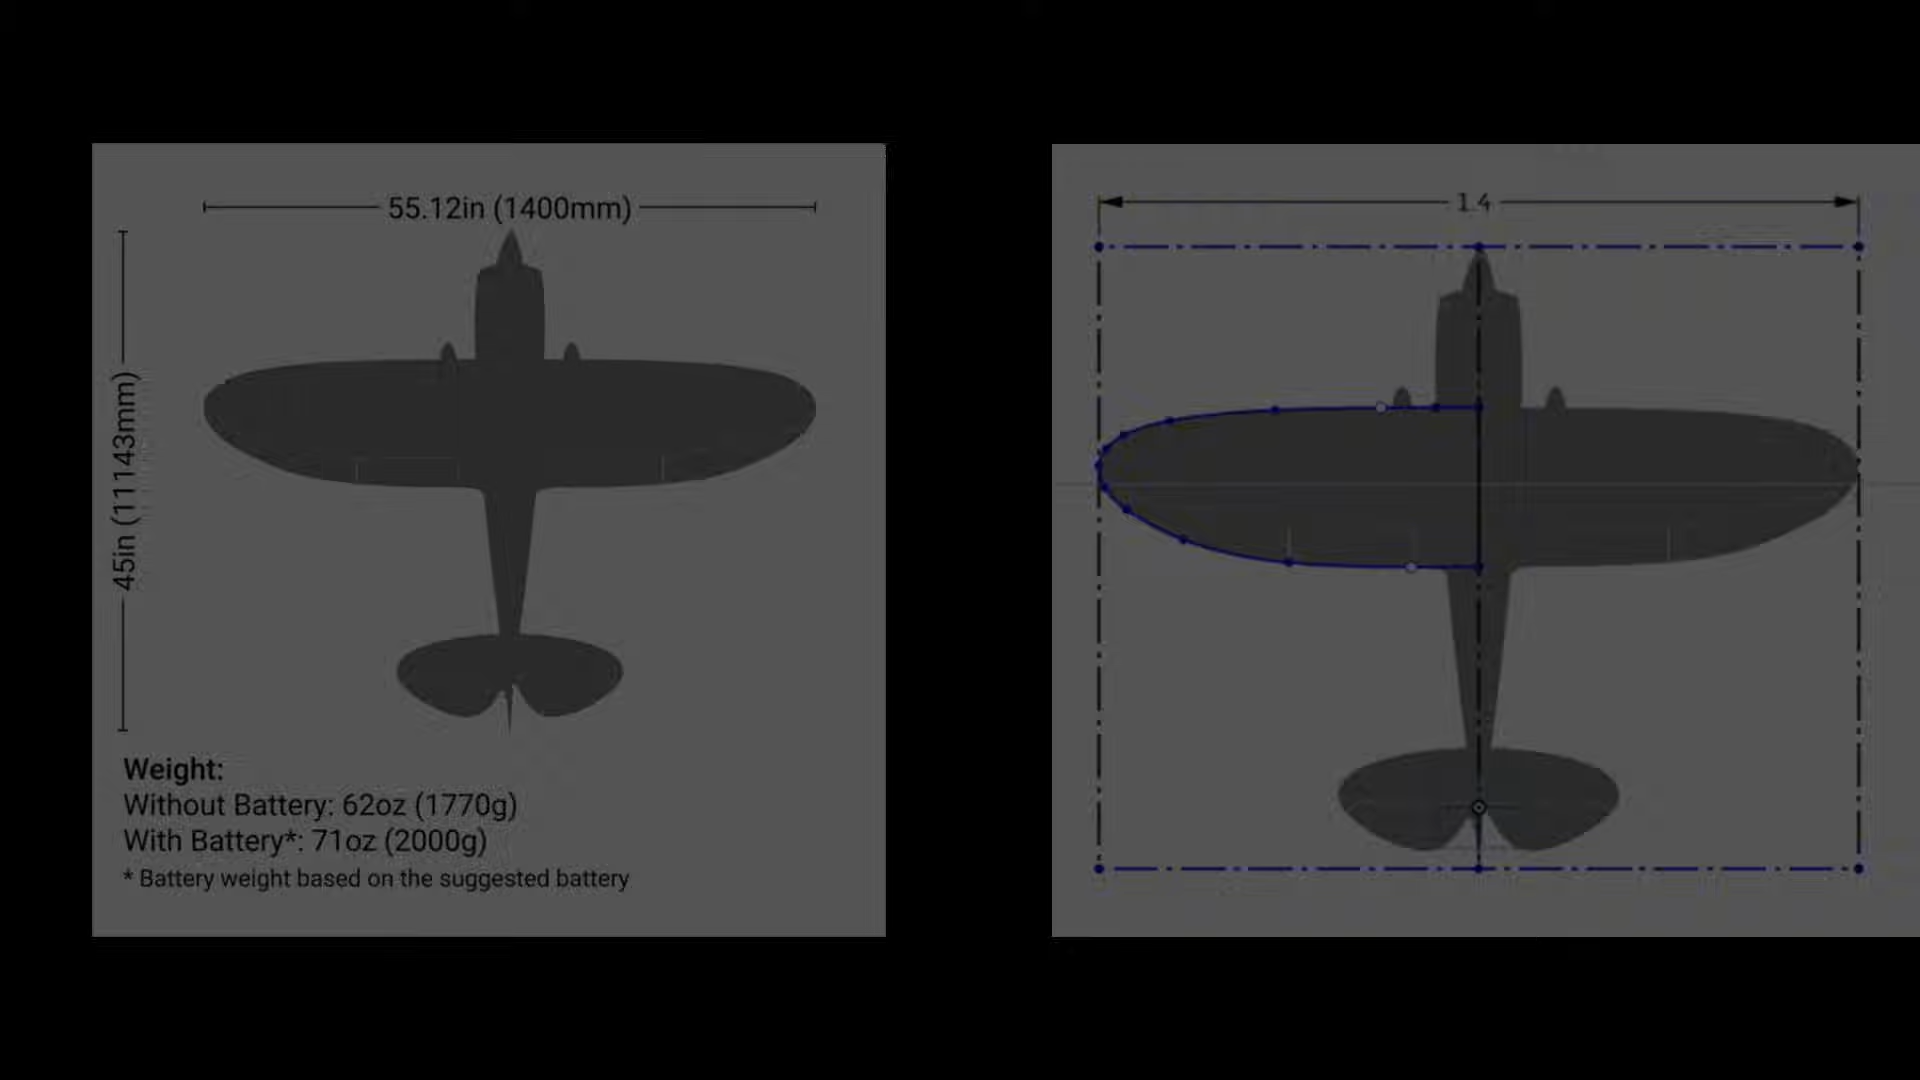 55.12in (1400mm)
45in (11143mm)
Weight:
Without Battery: 62oz (1770g)
With Battery*: 71oz (2000g)
* Battery weight based on the suggested battery
1.4